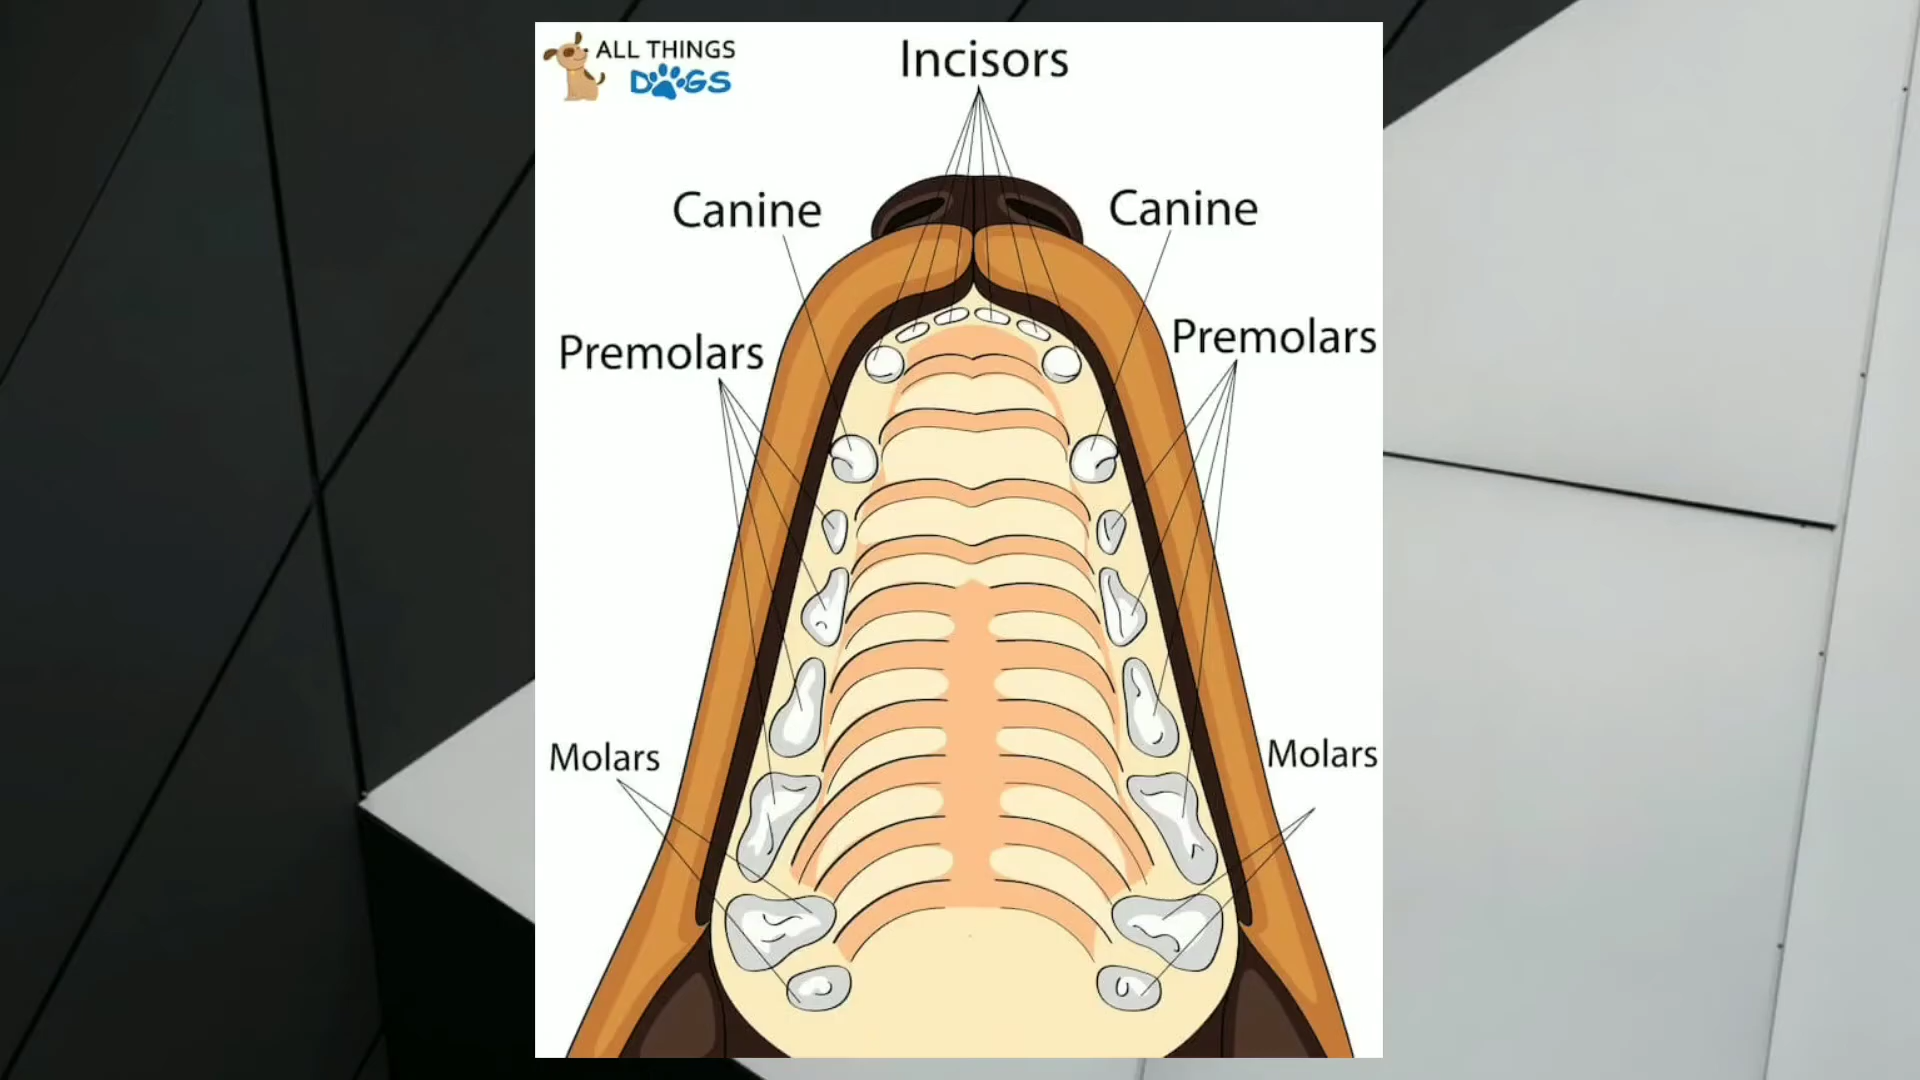 ALL THINGS
DOGS
Incisors
Canine
Canine
Premolars
Premolars
Molars
Molars